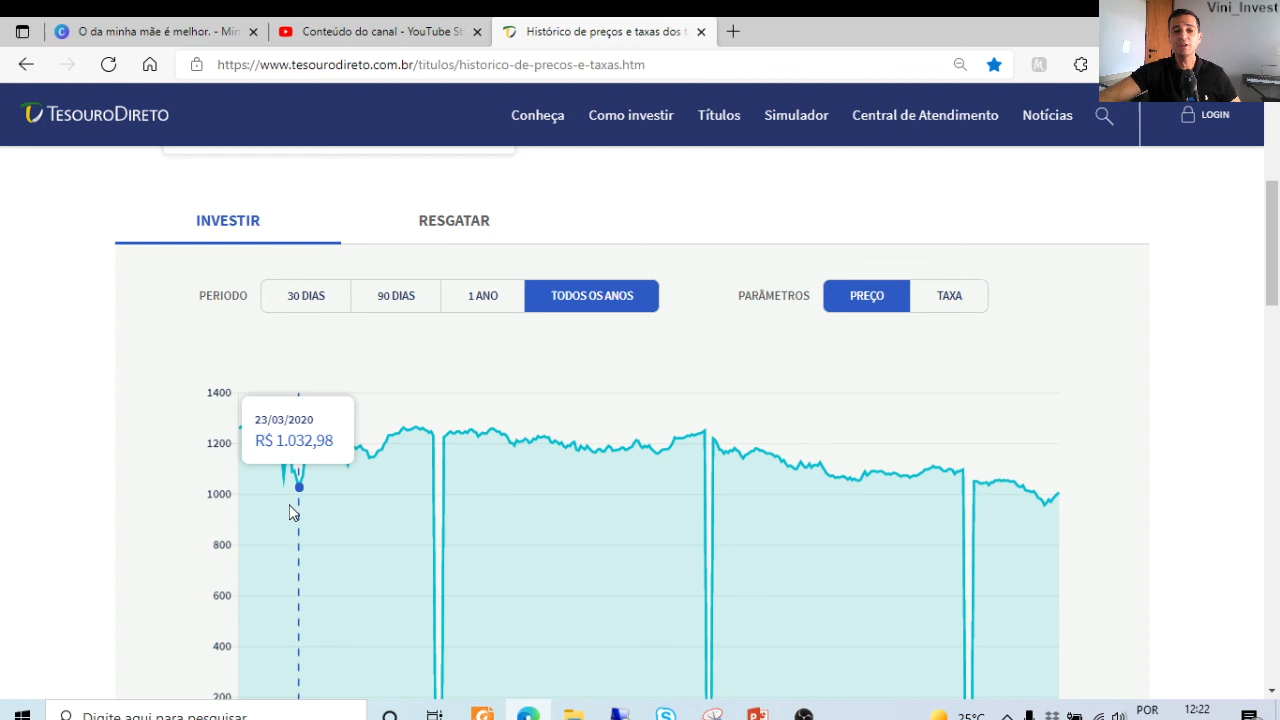 Vini_Invest
O da minha mãe é melhor. - Min
Conteúdo do canal - YouTube St
Histórico de preços e taxas dos t
https://www.tesourodireto.com.br/titulos/historico-de-precos-e-taxas.htm
TESOURODIRETO
Conheça
Como investir
Títulos
Simulador
Central de Atendimento
Notícias
LOGIN
INVESTIR
RESGATAR
PERIODO
30 DIAS
90 DIAS
1 ANO
TODOS OS ANOS
PARÂMETROS
PREÇO
TAXA
1400
23/03/2020
R$ 1.032,98
1200
1000
800
600
400
200
Digite aqui para pesquisar
25°C
POR
12:22